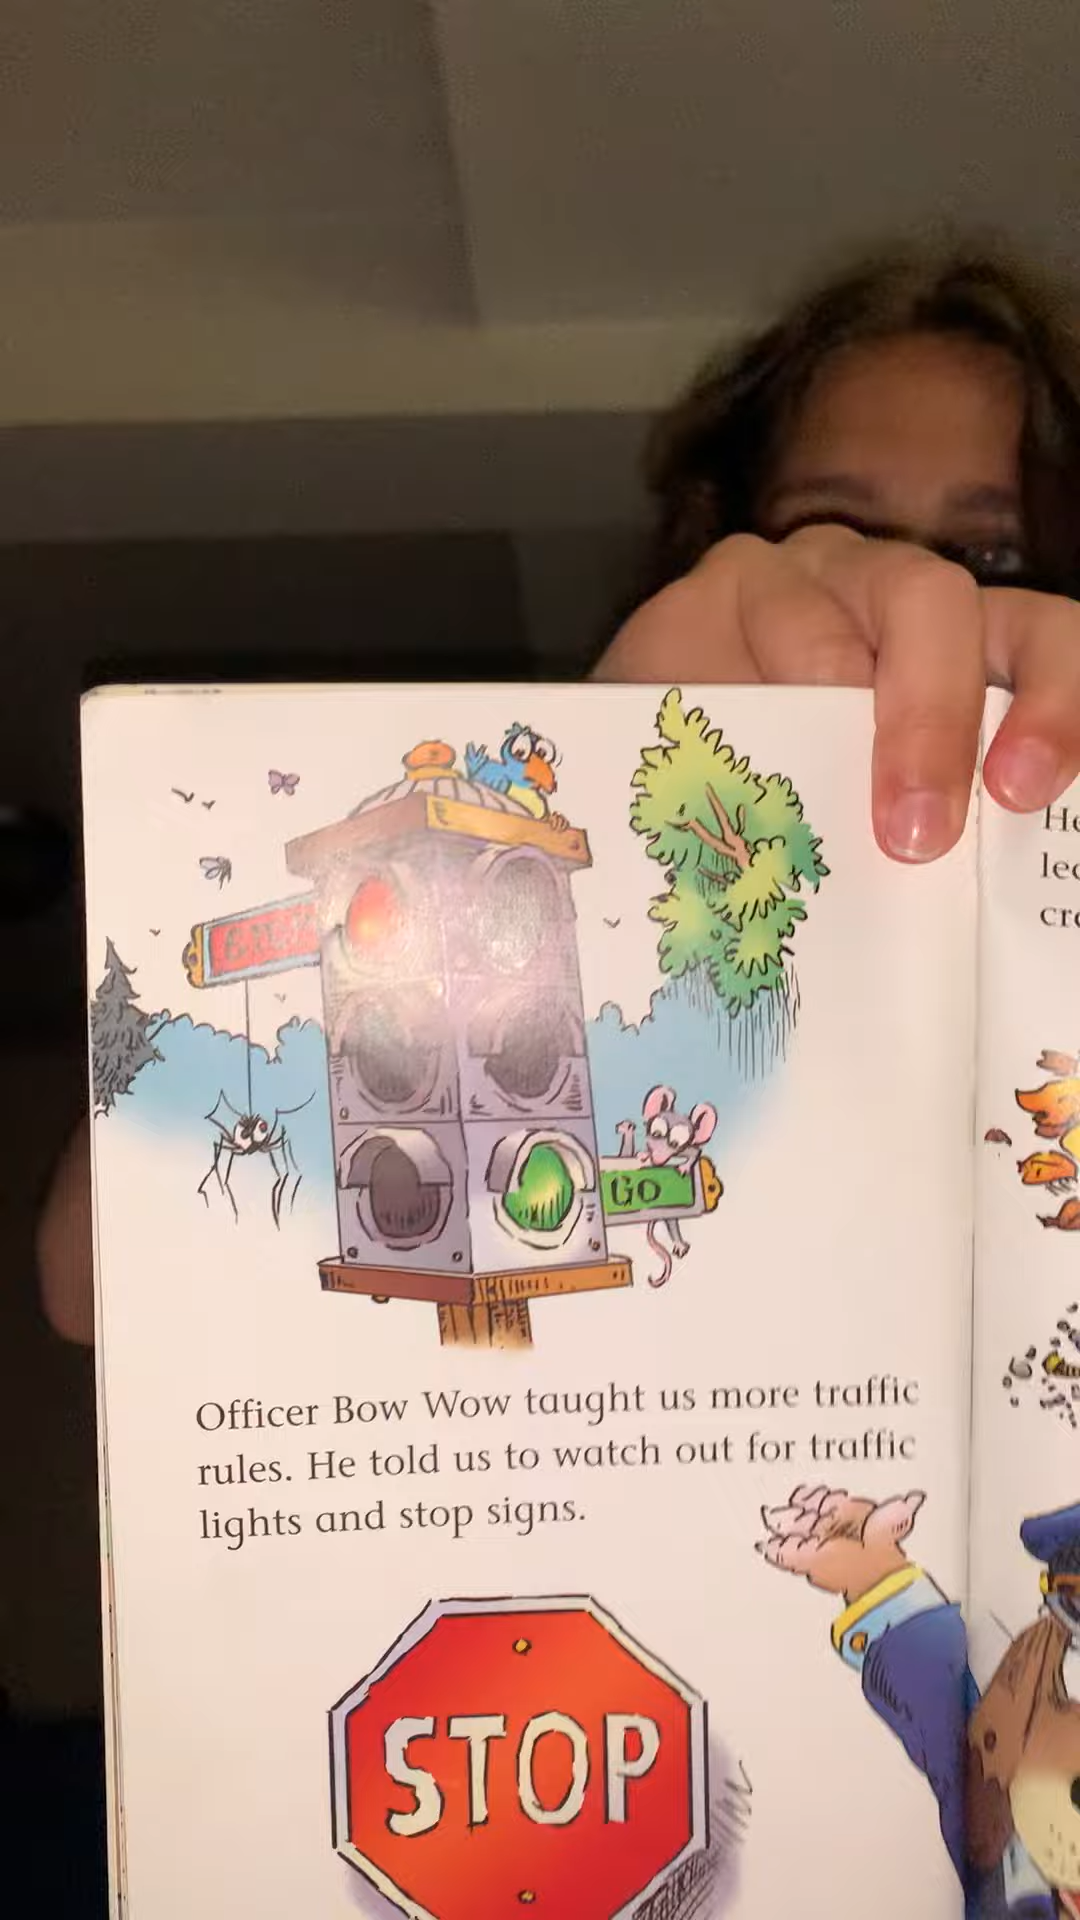 GO
Officer Bow Wow taught us more traffic
rules. He told us to watch out for traffic
lights and stop signs.
STOP